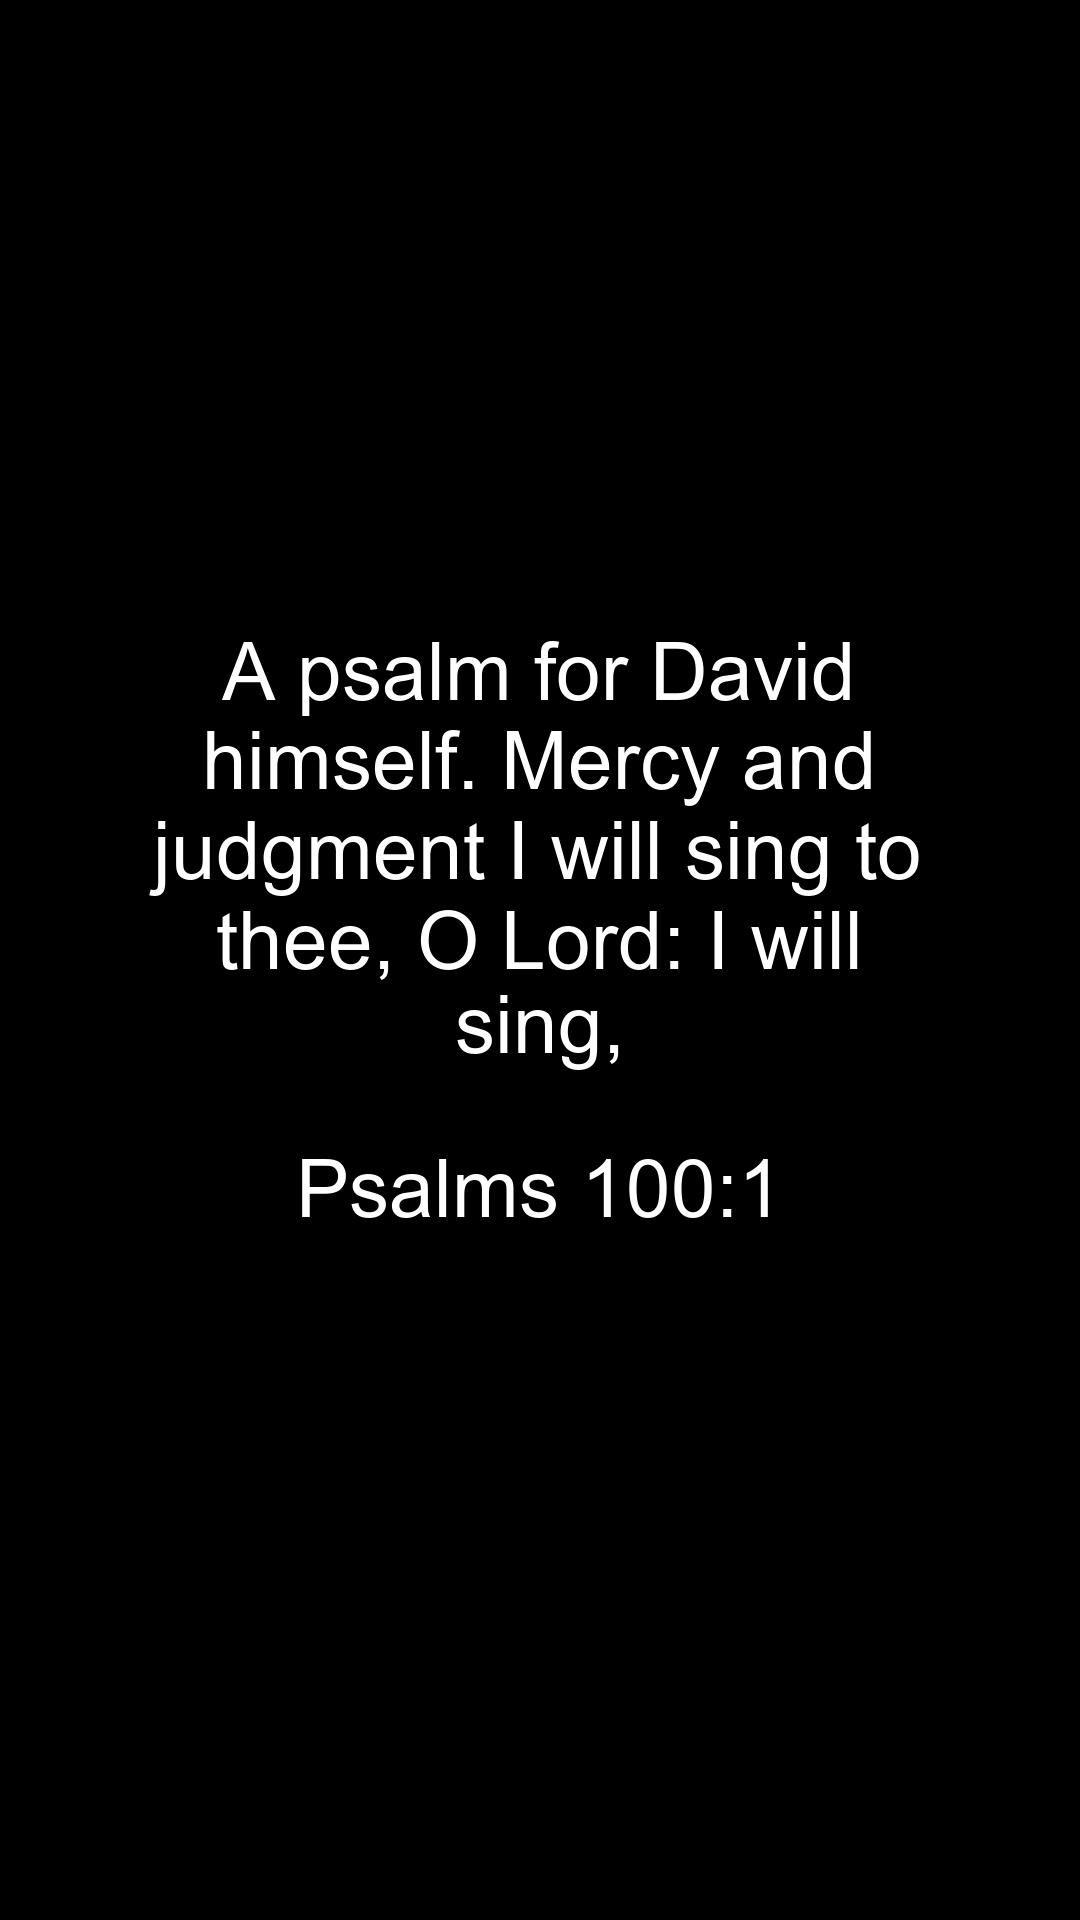 A psalm for David
himself. Mercy and
judgment I will sing to
thee, O Lord: I will
sing,
Psalms 100:1